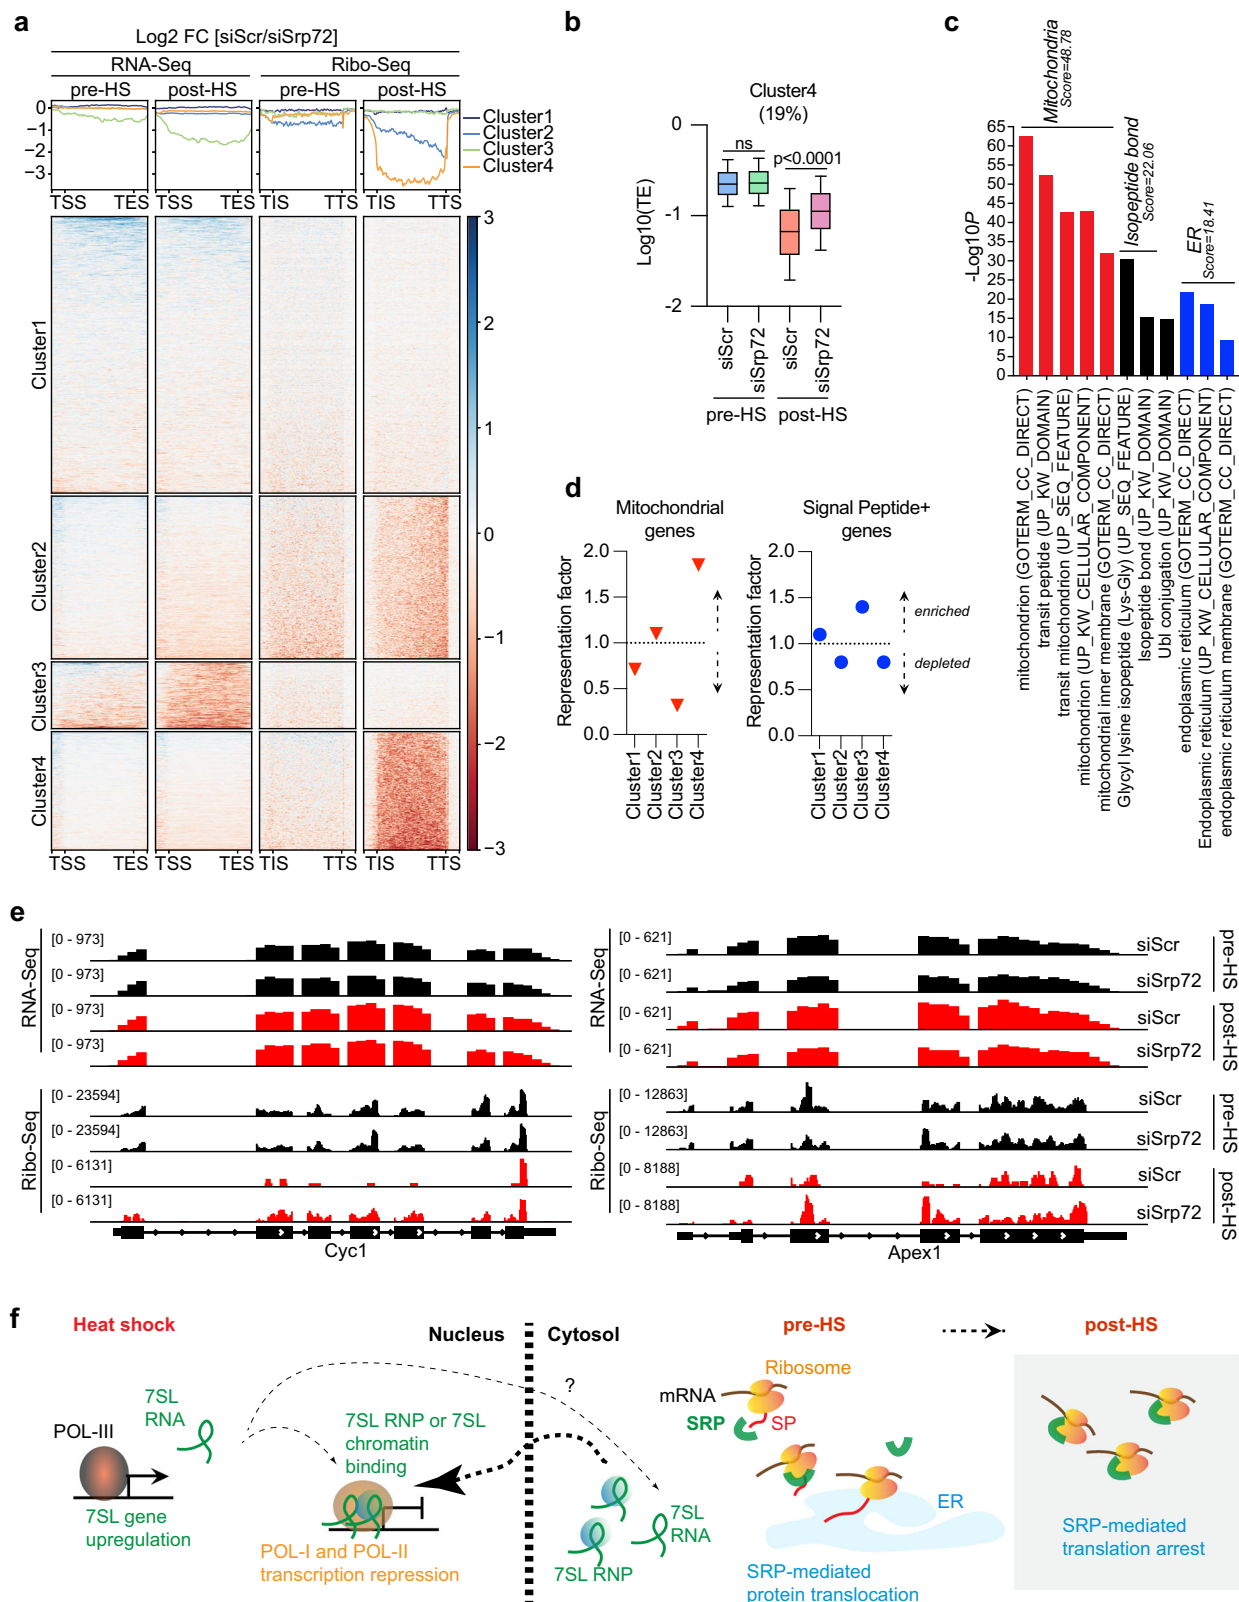 a
Log2 FC [siScr/siSrp72]
RNA-Seq
Ribo-Seq
pre-HS
post-HS
pre-HS
post-HS
0
−1
−2
−3
Cluster1
Cluster2
Cluster3
Cluster4
TSS TES
TSS TES
TIS TTS
TIS TTS
Cluster1
Cluster2
Cluster3
Cluster4
3
2
1
0
−1
−2
−3
TSS TES
TSS TES
TIS TTS
TIS TTS
b
Cluster4
(19%)
ns
p<0.0001
Log10(TE)
0
-1
-2
siScr
siSrp72
siScr
siSrp72
pre-HS
post-HS
c
Mitochondria
Score=48.78
Isopeptide bond
Score=22.06
ER
Score=18.41
-Log10P
65
60
55
50
45
40
35
30
25
20
15
10
5
0
mitochondrion (GOTERM_CC_DIRECT)
transit peptide (UP_KW_DOMAIN)
transit mitochondrion (UP_SEQ_FEATURE)
mitochondrion (UP_KW_CELLULAR_COMPONENT)
mitochondrial inner membrane (GOTERM_CC_DIRECT)
Glycyl lysine isopeptide (Lys-Gly) (UP_SEQ_FEATURE)
Isopeptide bond (UP_KW_DOMAIN)
Ubl conjugation (UP_KW_DOMAIN)
endoplasmic reticulum (GOTERM_CC_DIRECT)
Endoplasmic reticulum (UP_KW_CELLULAR_COMPONENT)
endoplasmic reticulum membrane (GOTERM_CC_DIRECT)
d
Mitochondrial
genes
Representation factor
2.0
1.5
1.0
0.5
0.0
Cluster1
Cluster2
Cluster3
Cluster4
Signal Peptide+
genes
Representation factor
2.0
1.5
1.0
0.5
0.0
enriched
depleted
Cluster1
Cluster2
Cluster3
Cluster4
e
RNA-Seq
[0 - 973]
[0 - 973]
[0 - 973]
[0 - 973]
Ribo-Seq
[0 - 23594]
[0 - 23594]
[0 - 6131]
[0 - 6131]
Cyc1
RNA-Seq
[0 - 621]
[0 - 621]
[0 - 621]
[0 - 621]
siScr
siSrp72
siScr
siSrp72
pre-HS
post-HS
Ribo-Seq
[0 - 12863]
[0 - 12863]
[0 - 8188]
[0 - 8188]
siScr
siSrp72
siScr
siSrp72
pre-HS
post-HS
Apex1
f
Heat shock
Nucleus
Cytosol
pre-HS
post-HS
7SL
RNA
POL-III
7SL gene
upregulation
7SL RNP or 7SL
chromatin
binding
POL-I and POL-II
transcription repression
?
7SL
RNA
7SL RNP
Ribosome
mRNA
SRP
SP
ER
SRP-mediated
protein translocation
SRP-mediated
translation arrest